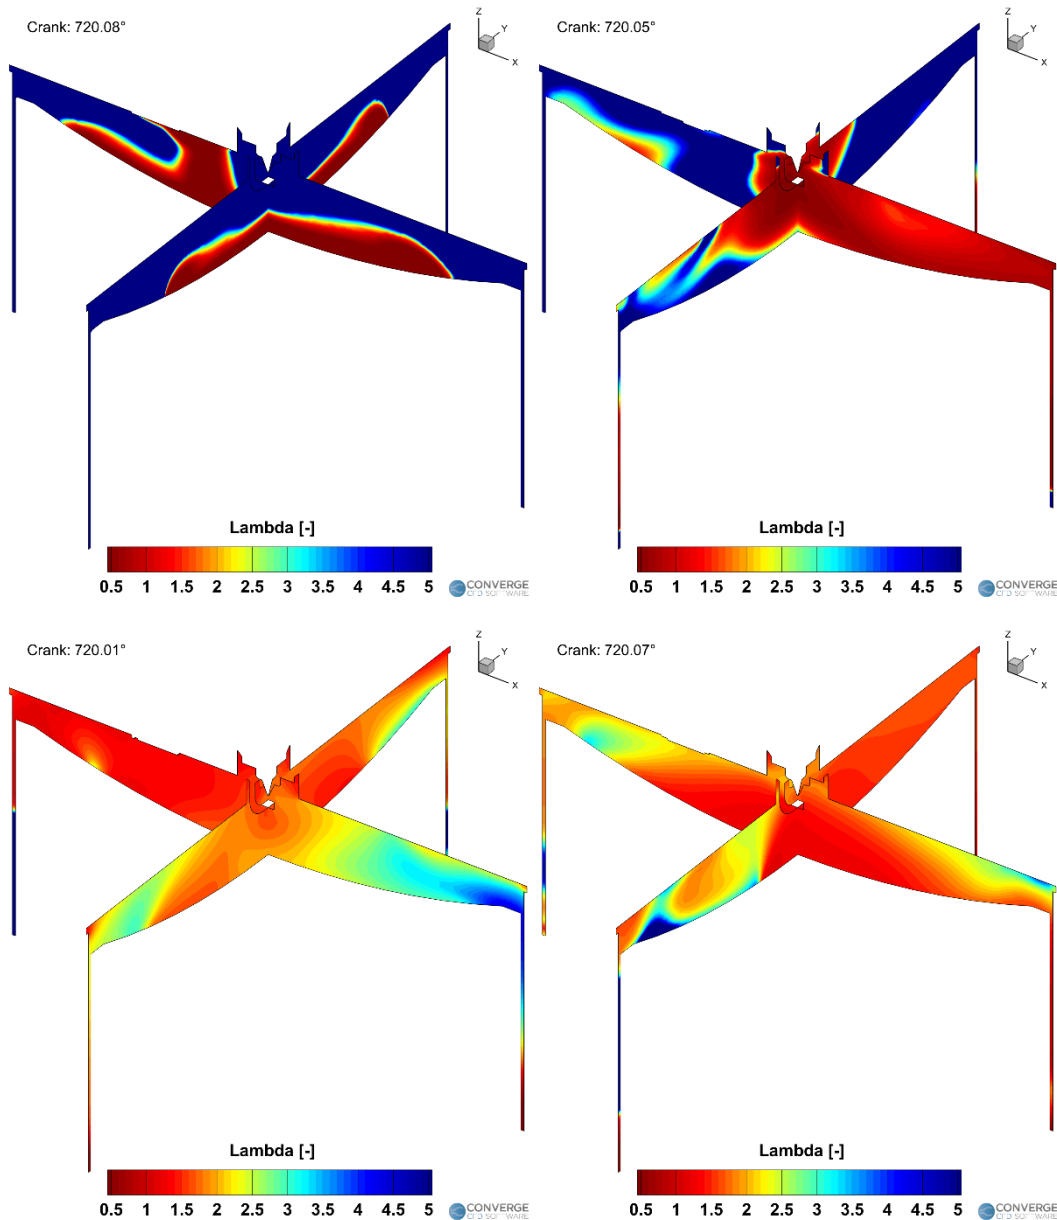 Crank: 720.08°
Z
Y
X
Lambda [-]
0.5 1 1.5 2 2.5 3 3.5 4 4.5 5
CONVERGE
CFD SOFTWARE
Crank: 720.05°
Z
Y
X
Lambda [-]
0.5 1 1.5 2 2.5 3 3.5 4 4.5 5
CONVERGE
CFD SOFTWARE
Crank: 720.01°
Z
Y
X
Lambda [-]
0.5 1 1.5 2 2.5 3 3.5 4 4.5 5
CONVERGE
CFD SOFTWARE
Crank: 720.07°
Z
Y
X
Lambda [-]
0.5 1 1.5 2 2.5 3 3.5 4 4.5 5
CONVERGE
CFD SOFTWARE